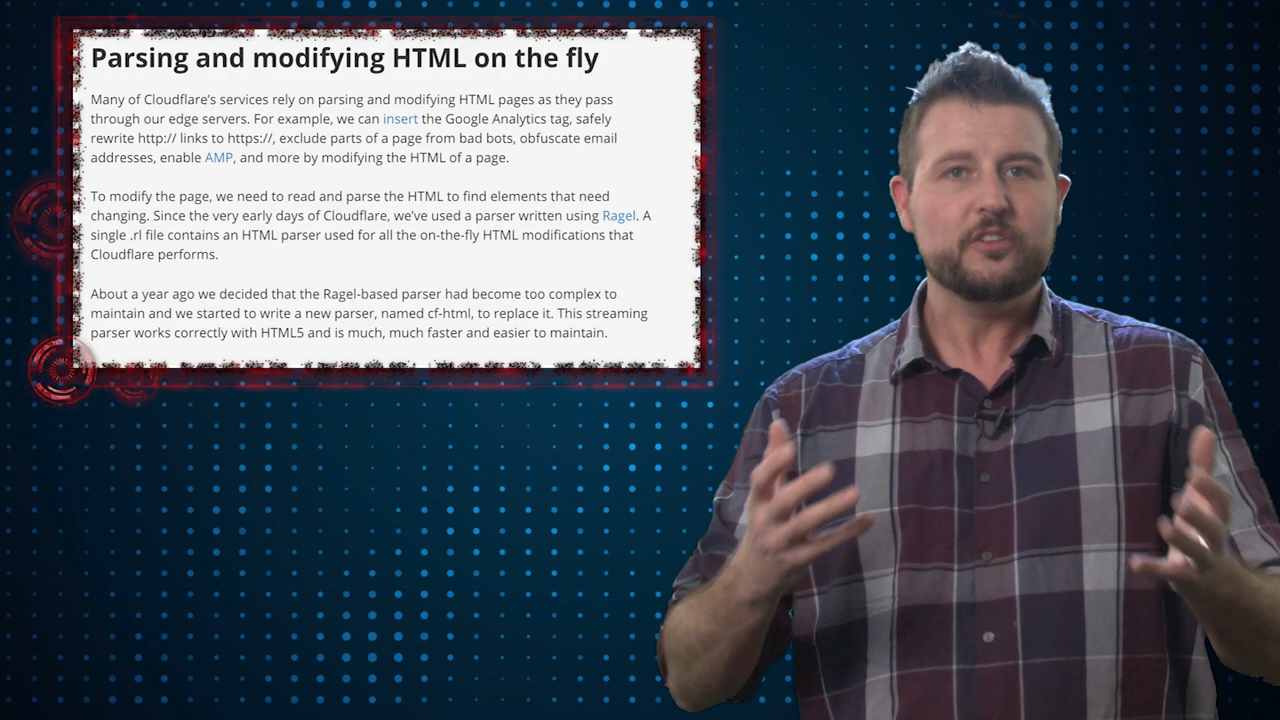 Parsing and modifying HTML on the fly
Many of Cloudflare’s services rely on parsing and modifying HTML pages as they pass
through our edge servers. For example, we can insert the Google Analytics tag, safely
rewrite http:// links to https://, exclude parts of a page from bad bots, obfuscate email
addresses, enable AMP, and more by modifying the HTML of a page.
To modify the page, we need to read and parse the HTML to find elements that need
changing. Since the very early days of Cloudflare, we’ve used a parser written using Ragel. A
single .rl file contains an HTML parser used for all the on-the-fly HTML modifications that
Cloudflare performs.
About a year ago we decided that the Ragel-based parser had become too complex to
maintain and we started to write a new parser, named cf-html, to replace it. This streaming
parser works correctly with HTML5 and is much, much faster and easier to maintain.